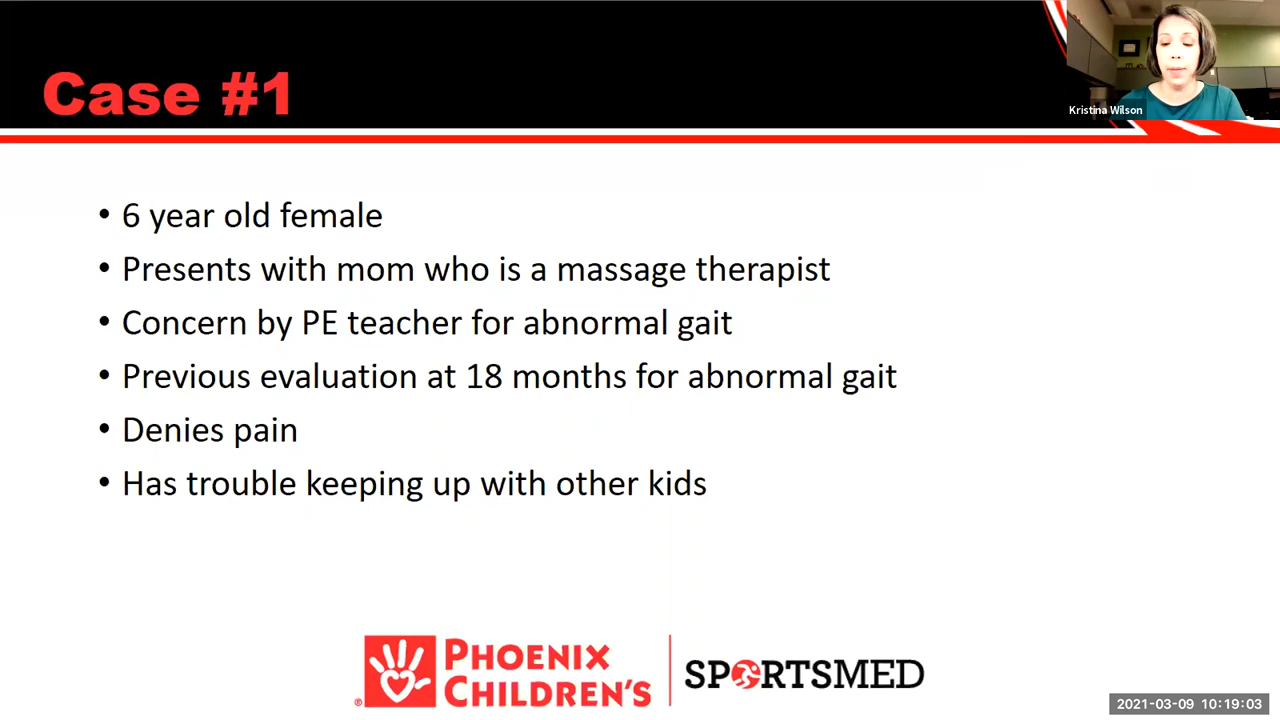 Case #1
Kristina Wilson
• 6 year old female
• Presents with mom who is a massage therapist
• Concern by PE teacher for abnormal gait
• Previous evaluation at 18 months for abnormal gait
• Denies pain
• Has trouble keeping up with other kids
® PHOENIX
CHILDREN'S
SPORTSMED
2021-03-09 10:19:03